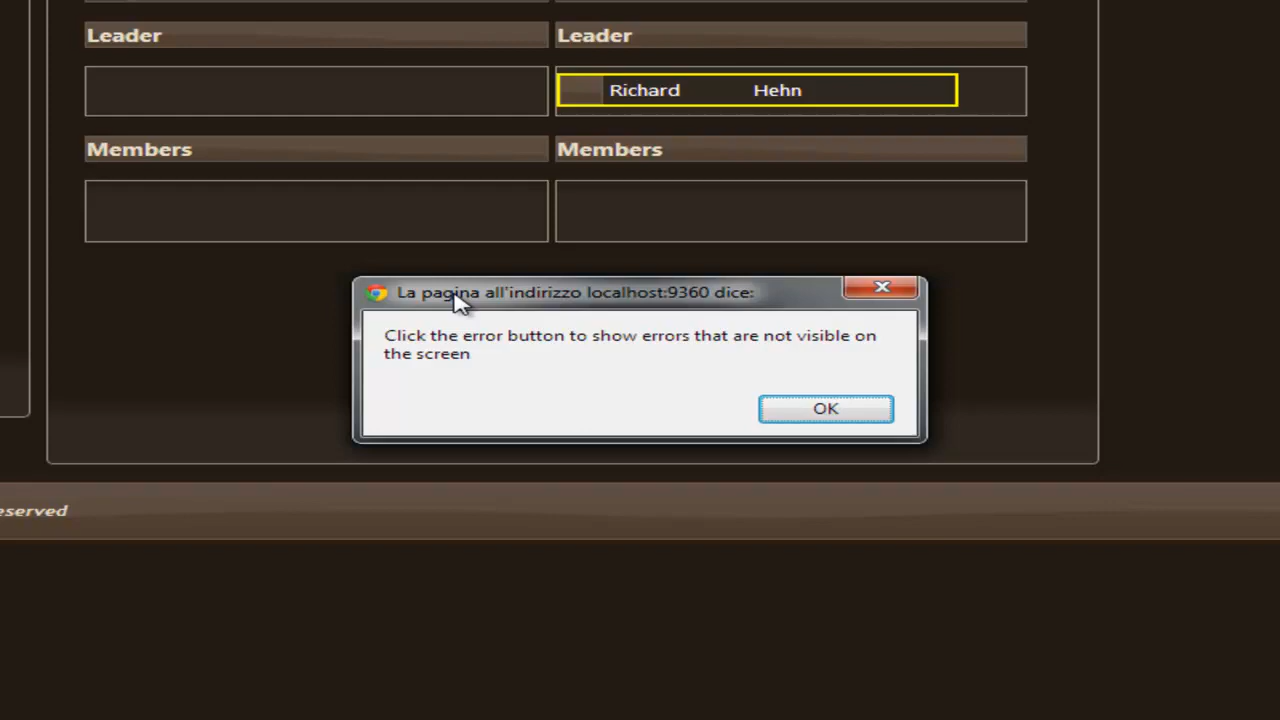 Leader Leader
Richard Hehn
Members Members
La pagina all'indirizzo localhost:9360 dice:
Click the error button to show errors that are not visible on
the screen
OK
eserved